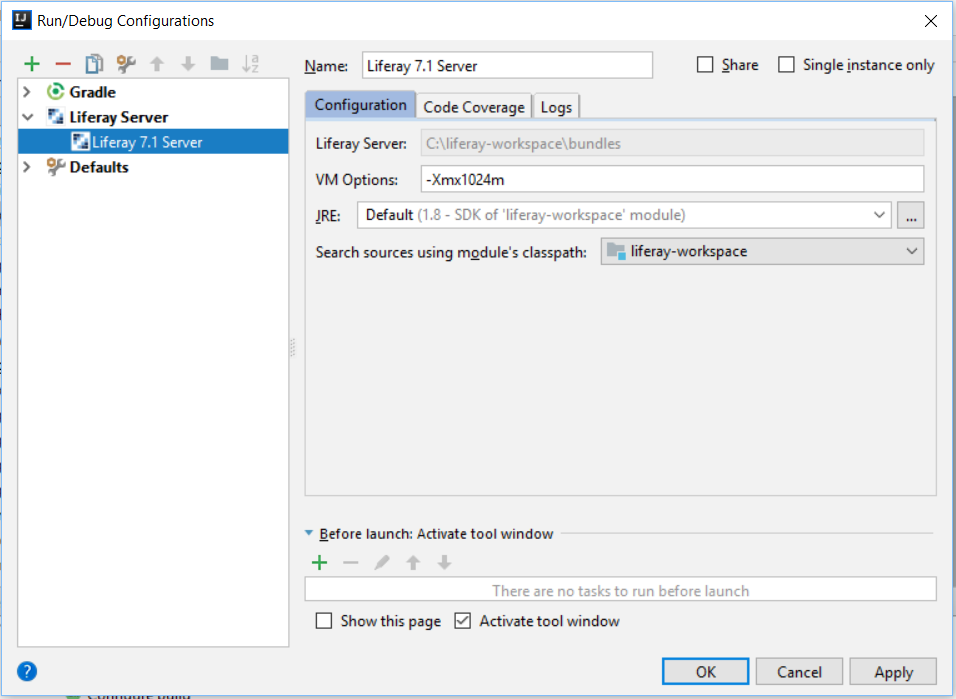 IJ Run/Debug Configurations
Name: Liferay 7.1 Server
Share
Single instance only
Gradle
Liferay Server
Liferay 7.1 Server
Defaults
Configuration Code Coverage Logs
Liferay Server: C:\liferay-workspace\bundles
VM Options: -Xmx1024m
JRE: Default (1.8 - SDK of 'liferay-workspace' module) ...
Search sources using module's classpath: liferay-workspace
Before launch: Activate tool window
There are no tasks to run before launch
Show this page Activate tool window
? OK Cancel Apply